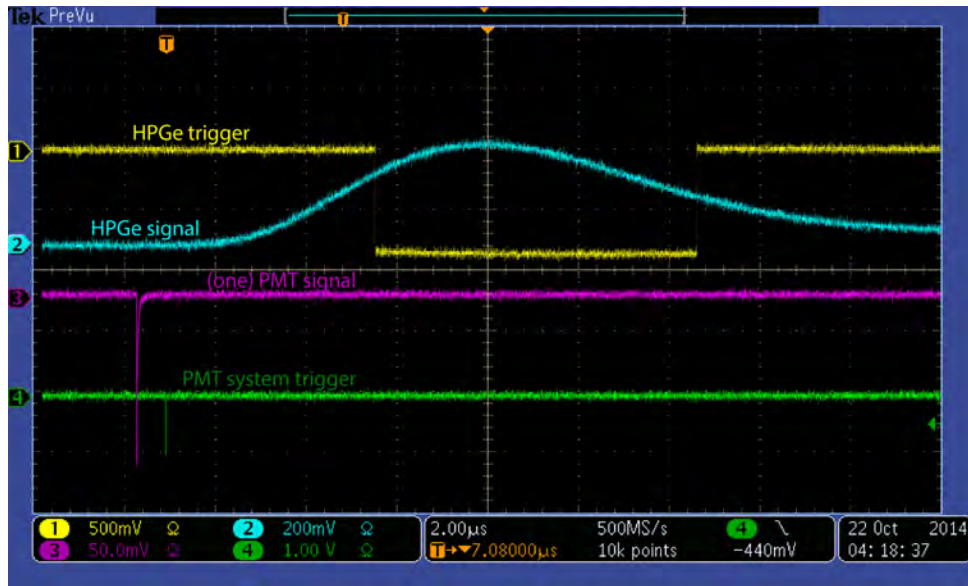 Tek PreVu
T
T
HPGe trigger
1
HPGe signal
2
(one) PMT signal
3
PMT system trigger
4
1 500mV Ω 2 200mV Ω 2.00µs 500MS/s 4 \ 22 Oct 2014
3 50.0mV Ω 4 1.00 V Ω T→▼7.08000µs 10k points -440mV 04:18:37